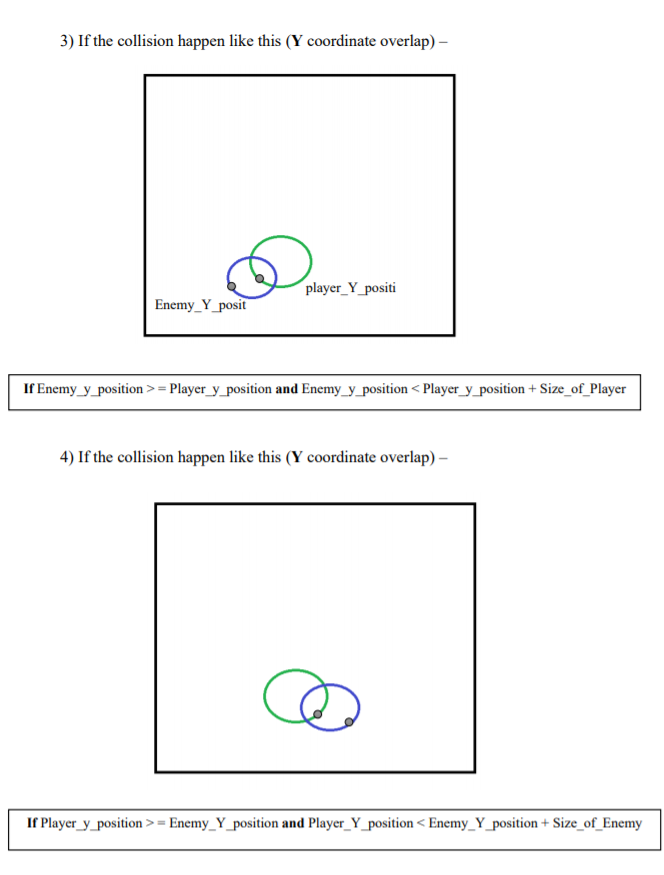 3) If the collision happen like this (Y coordinate overlap) –
player_Y_positi
Enemy_Y_posit
If Enemy_y_position > = Player_y_position and Enemy_y_position < Player_y_position + Size_of_Player
4) If the collision happen like this (Y coordinate overlap) –
If Player_y_position > = Enemy_Y_position and Player_Y_position < Enemy_Y_position + Size_of_Enemy